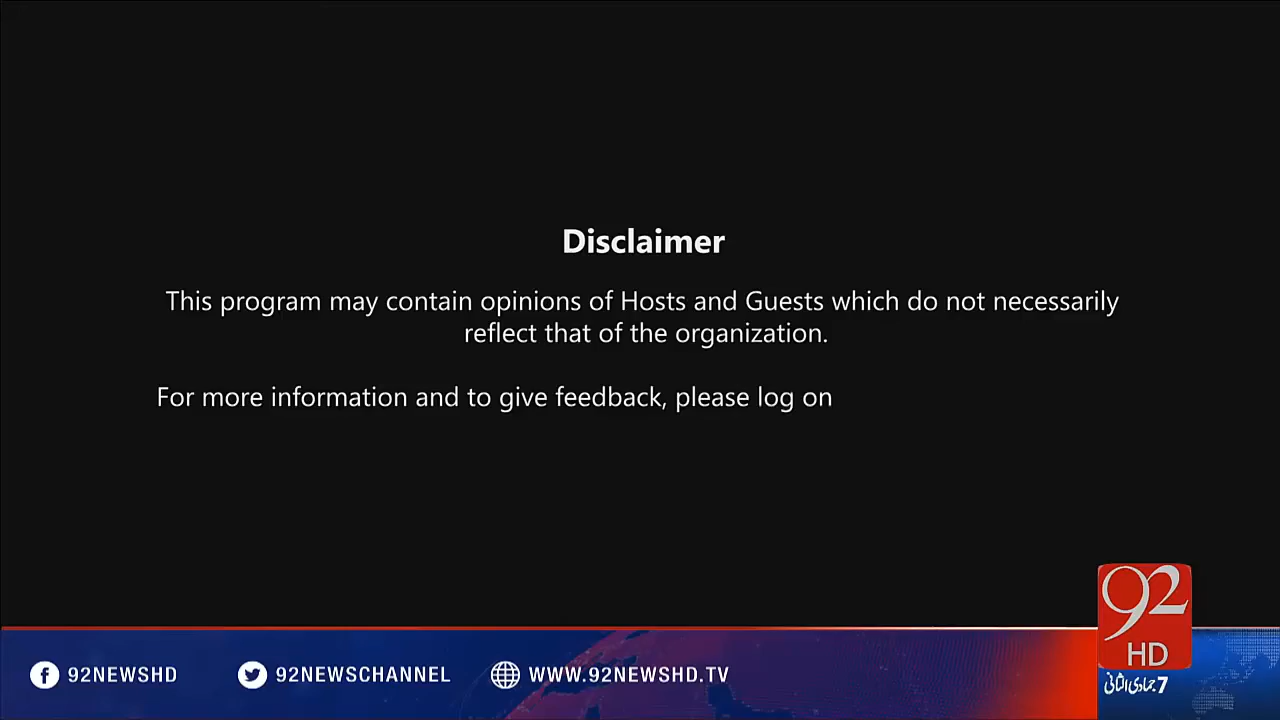 Disclaimer
This program may contain opinions of Hosts and Guests which do not necessarily
reflect that of the organization.
For more information and to give feedback, please log on
92
HD
92NEWSHD
92NEWSCHANNEL
WWW.92NEWSHD.TV
7 جمادی الثانی